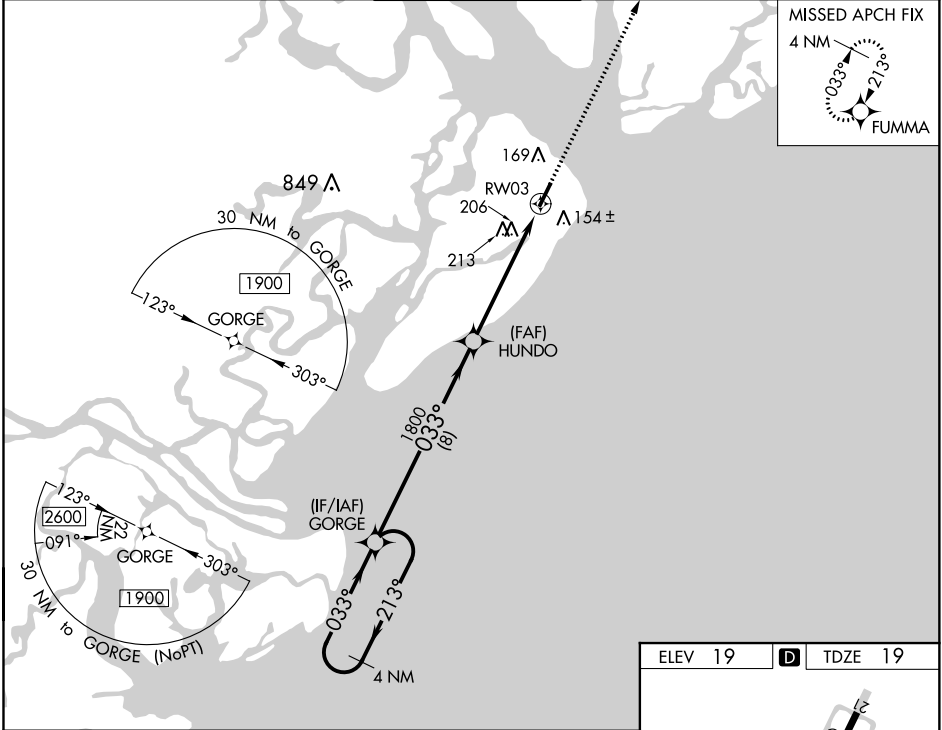 MISSED APCH FIX
4 NM
033°
213°
FUMMA
169
RW03
849
206
154 ±
213
30 NM to GORGE
1900
123°
GORGE
303°
(FAF)
HUNDO
1800
033°
(8)
(IF/IAF)
GORGE
123°
2600
22
NM
091°
GORGE
303°
1900
30 NM to GORGE (NoPT)
033°
213°
4 NM
ELEV 19
D
TDZE 19
21